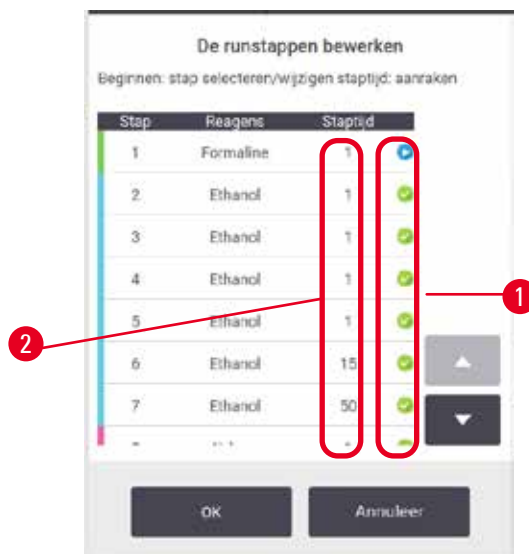 De runstappen bewerken
Beginnen: stap selecteren/wijzigen staptijd: aanraken
Stap Reagens Staptijd
1 Formaline 1
2 Ethanol 1
3 Ethanol 1
4 Ethanol 1
5 Ethanol 1
6 Ethanol 15
7 Ethanol 50
1
2
OK Annuleer